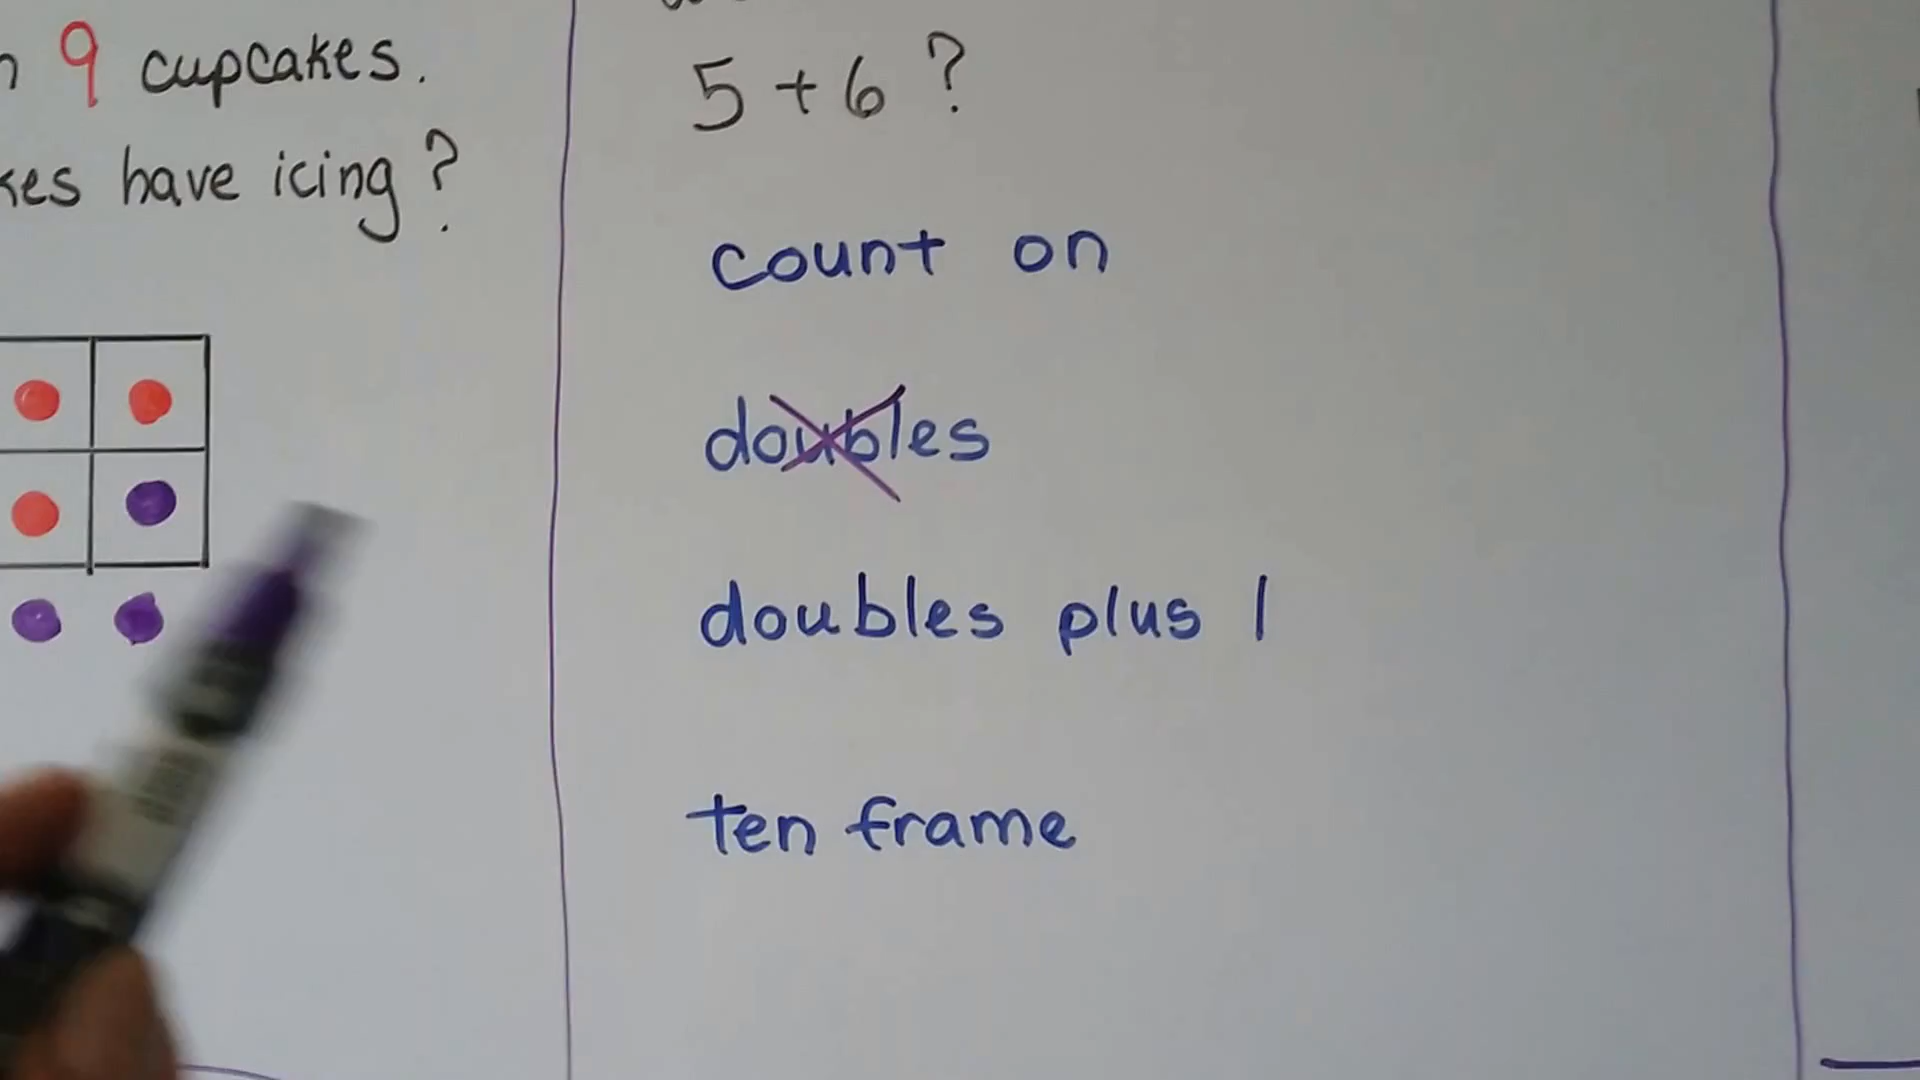 9 cupcakes.
have icing?
5 + 6 ?
count on
doubles
doubles plus 1
ten frame